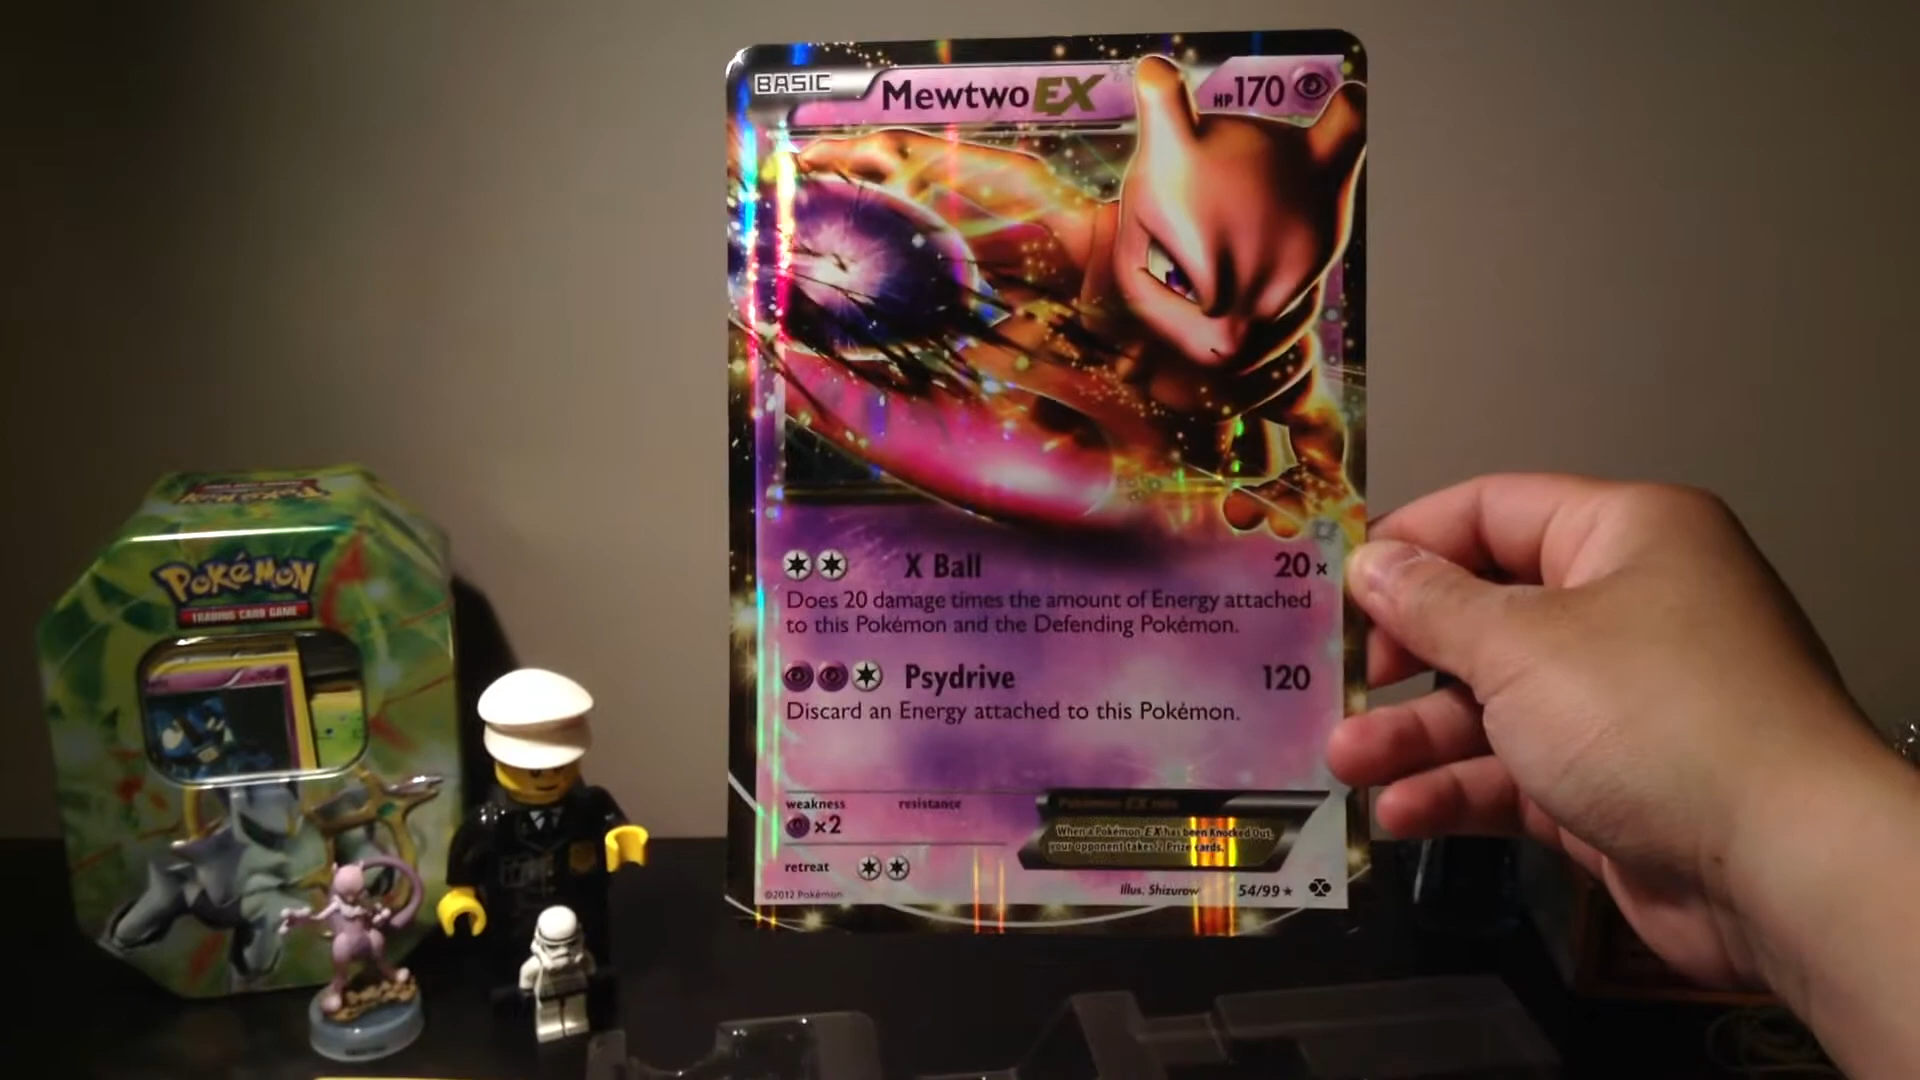 BASIC
Mewtwo EX
HP 170
X Ball 20×
Does 20 damage times the amount of Energy attached
to this Pokémon and the Defending Pokémon.
Psydrive 120
Discard an Energy attached to this Pokémon.
weakness
resistance
×2
retreat
When a Pokémon-EX has been Knocked Out,
your opponent takes 2 Prize cards.
©2012 Pokémon
Illus. Shizurow
54/99
POKéMON
TRADING CARD GAME
POKéMON